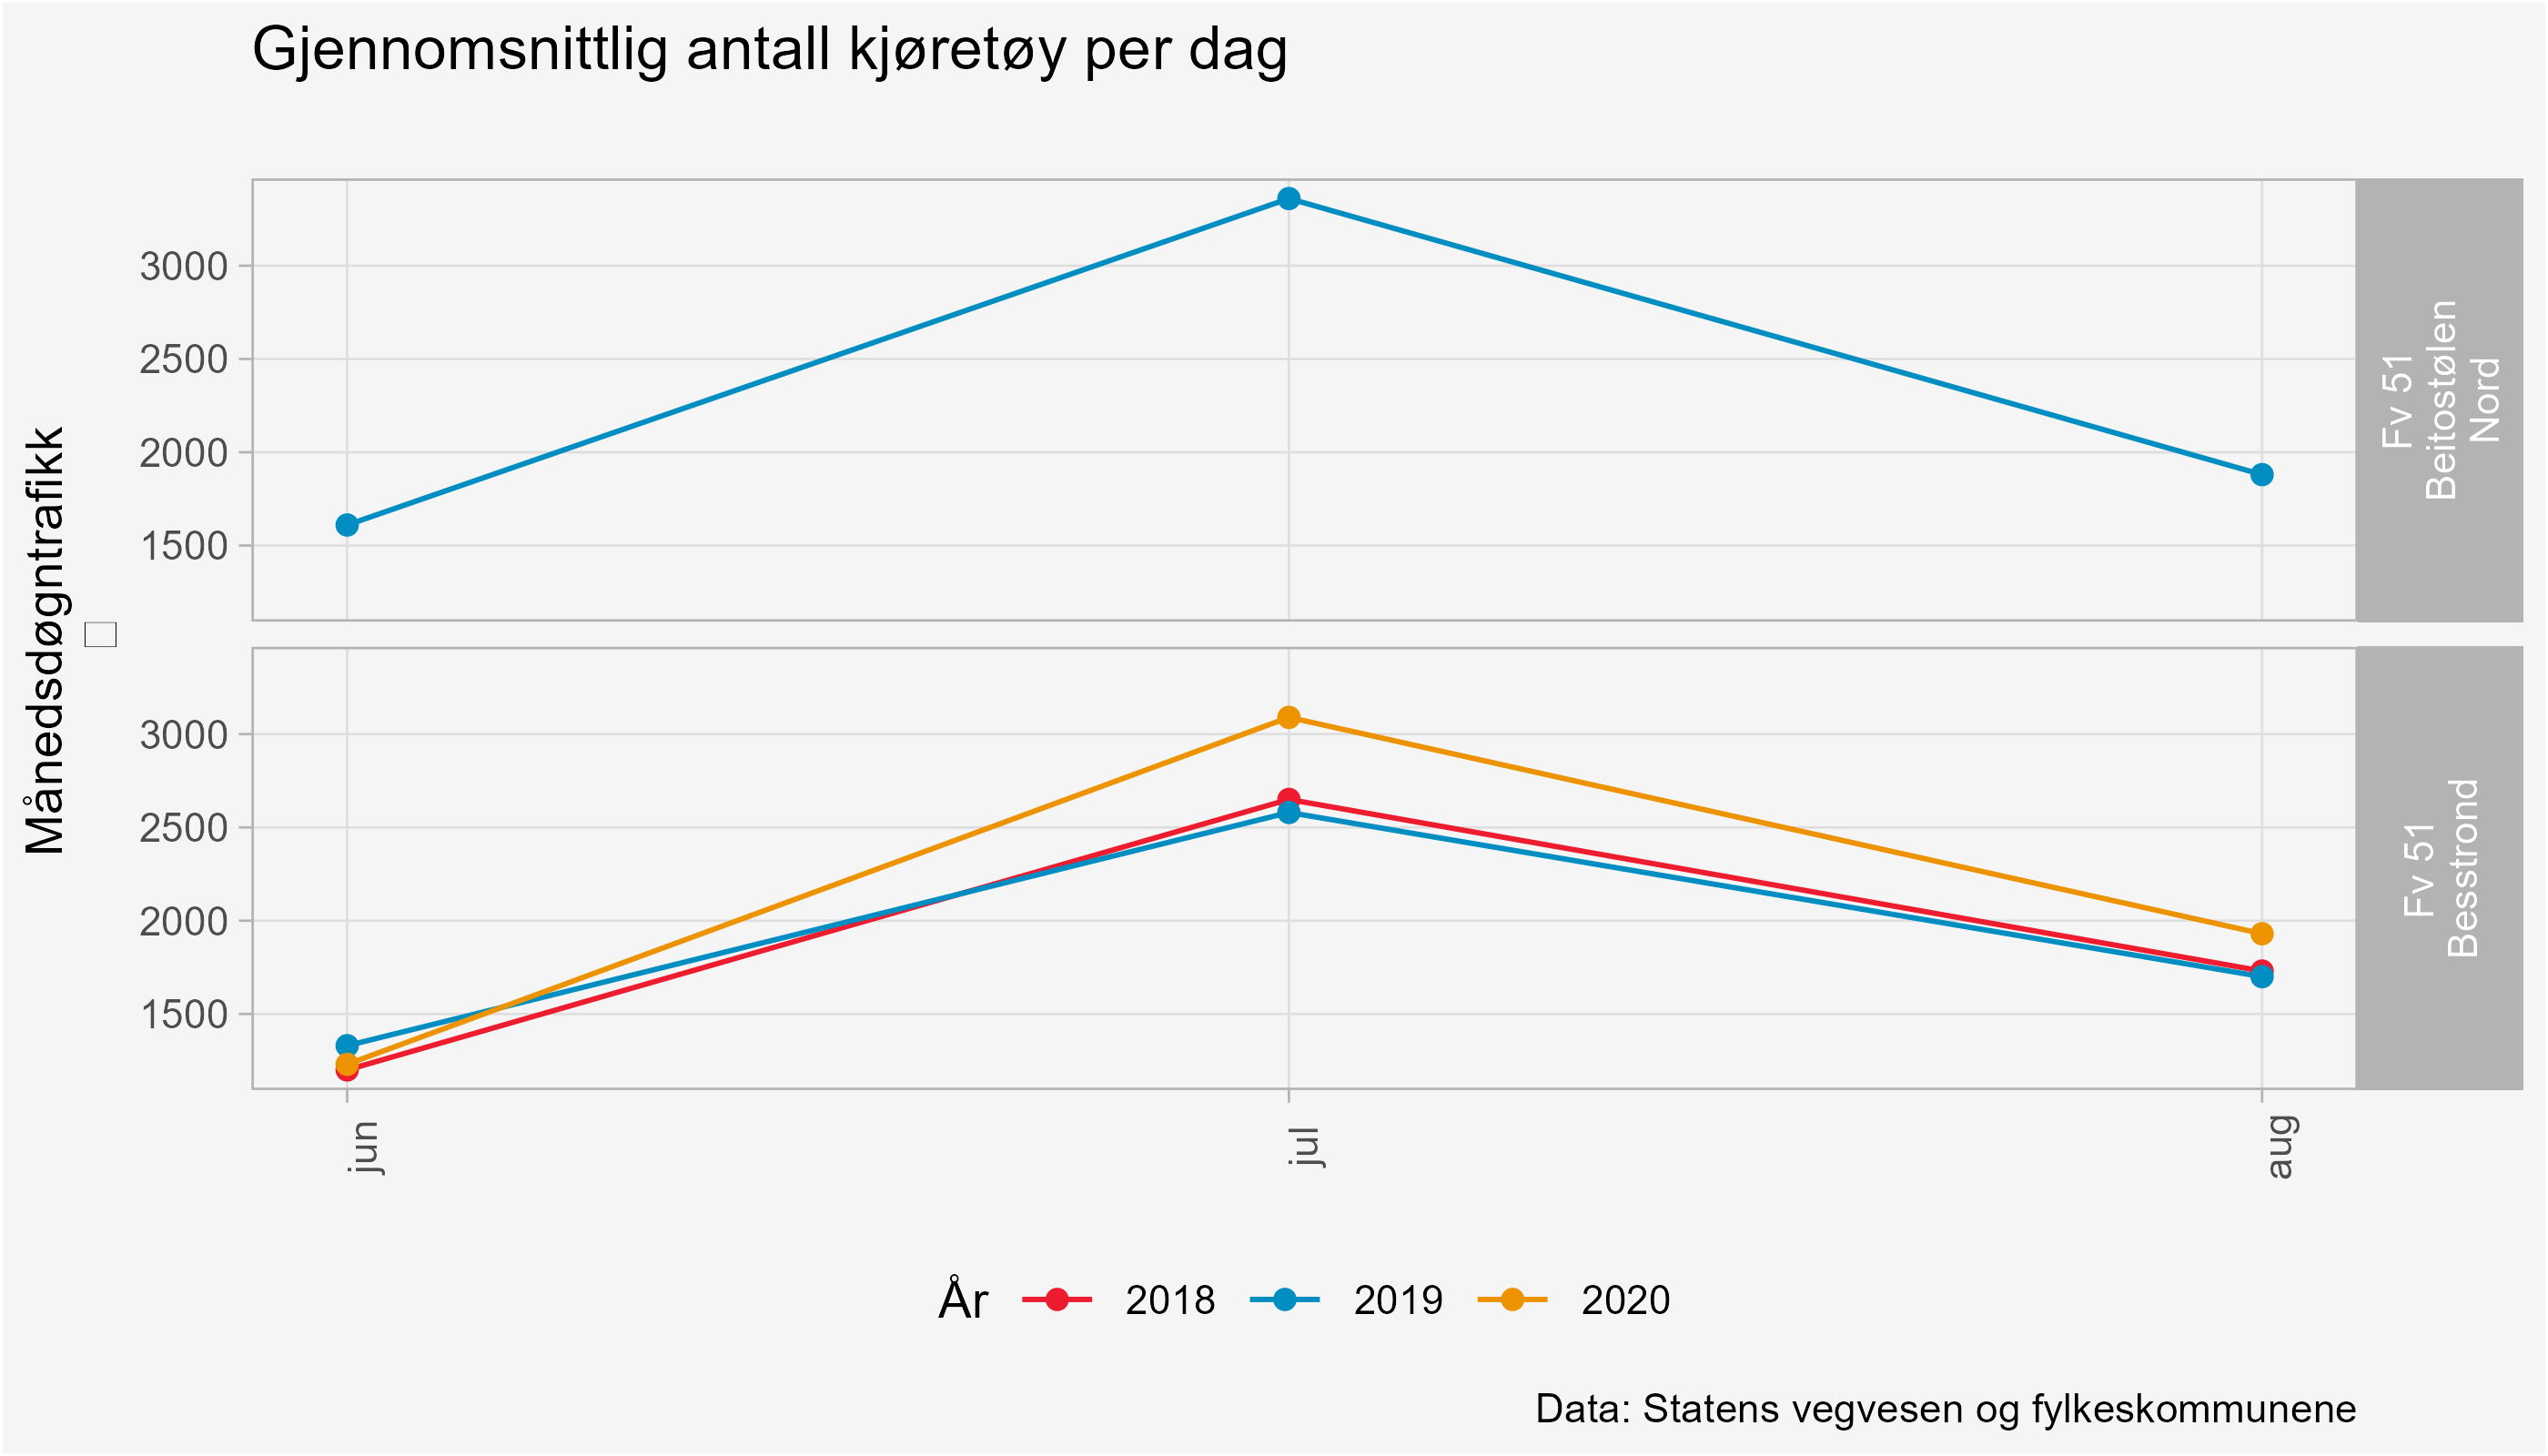 Gjennomsnittlig antall kjøretøy per dag
Månedsdøgntrafikk
3000
2500
2000
1500
Fv 51
Beitostølen
Nord
3000
2500
2000
1500
Fv 51
Besstrond
jun
jul
aug
År
2018
2019
2020
Data: Statens vegvesen og fylkeskommunene